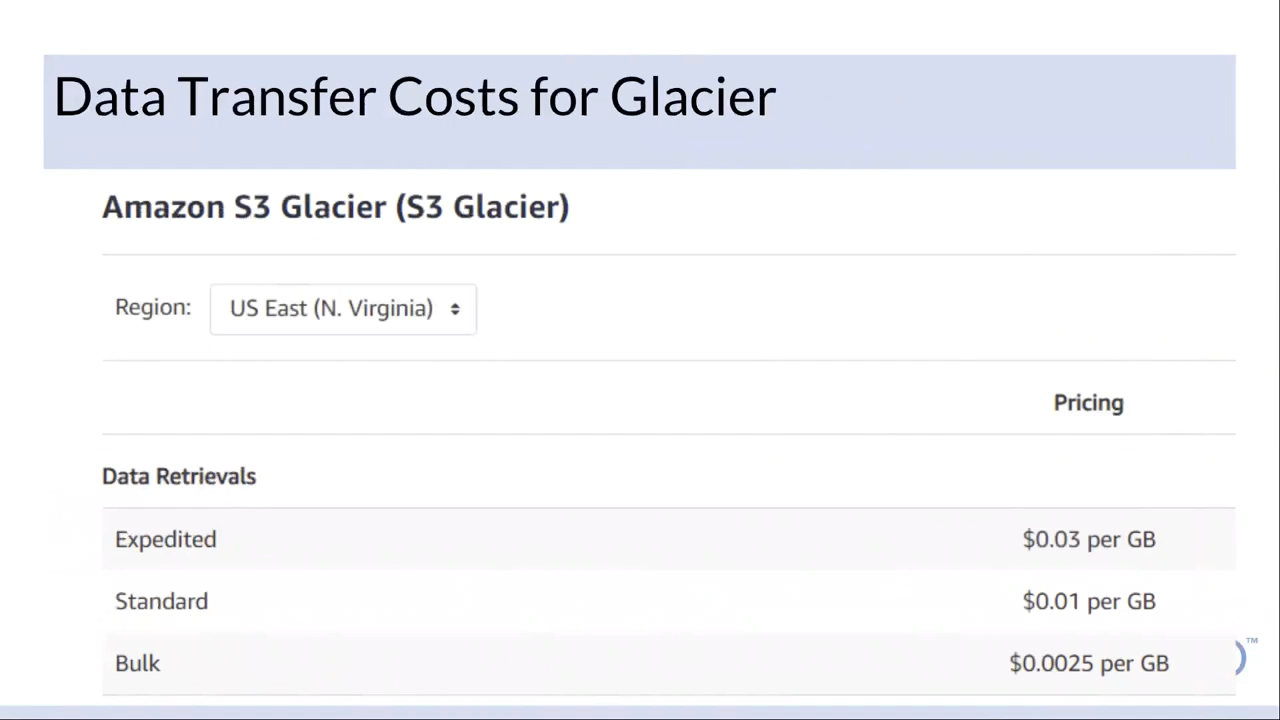 Data Transfer Costs for Glacier
Amazon S3 Glacier (S3 Glacier)
Region: US East (N. Virginia)
Pricing
Data Retrievals
Expedited $0.03 per GB
Standard $0.01 per GB
Bulk $0.0025 per GB
™